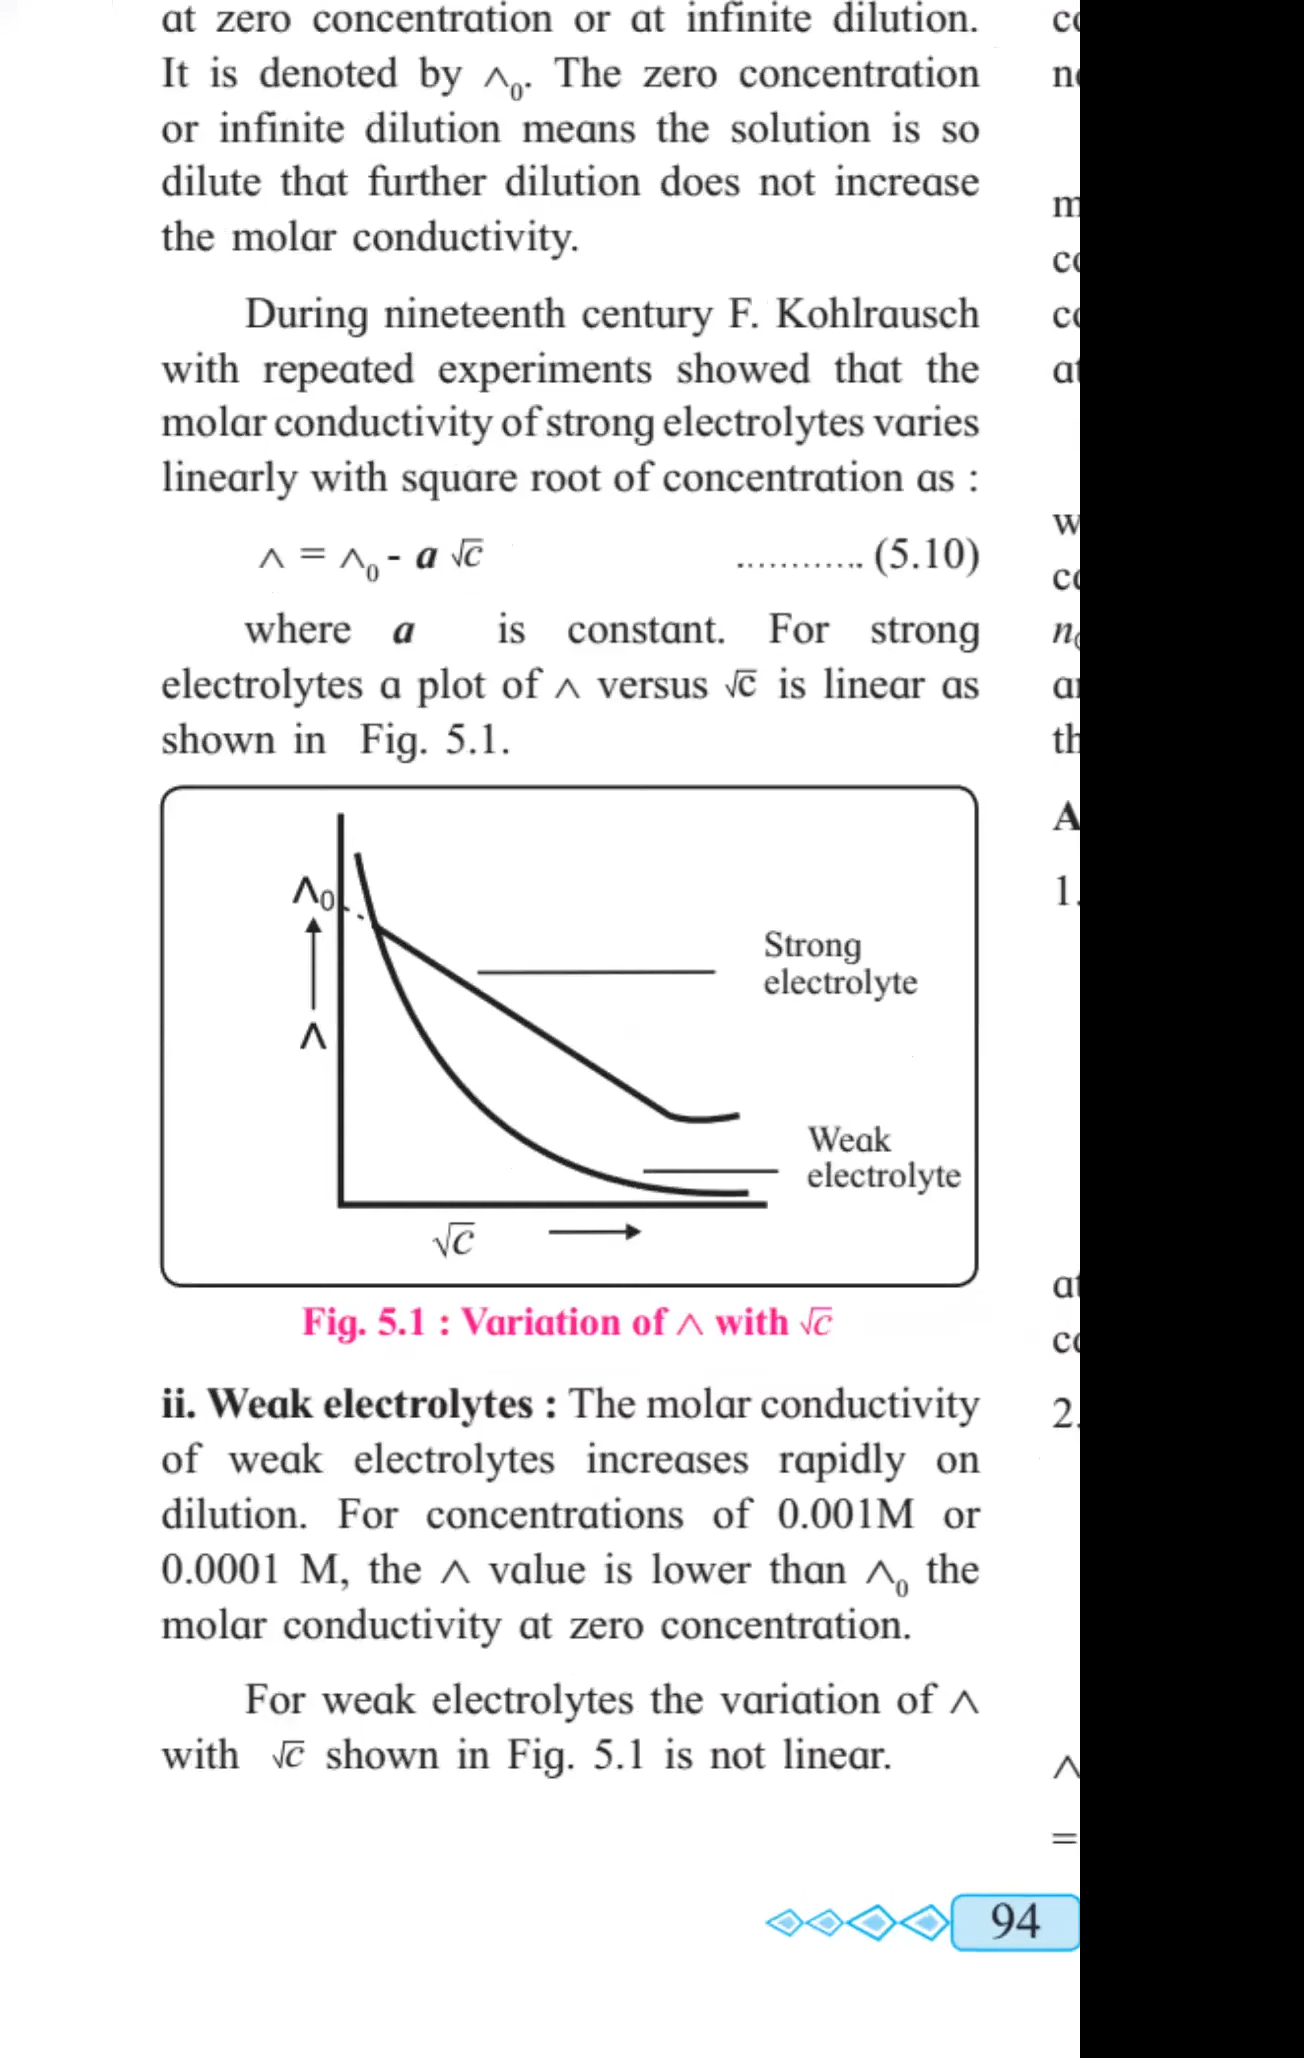 at zero concentration or at infinite dilution.
It is denoted by ∧₀. The zero concentration
or infinite dilution means the solution is so
dilute that further dilution does not increase
the molar conductivity.
During nineteenth century F. Kohlrausch
with repeated experiments showed that the
molar conductivity of strong electrolytes varies
linearly with square root of concentration as :
∧ = ∧₀ - a √c ............ (5.10)
where a is constant. For strong
electrolytes a plot of ∧ versus √c is linear as
shown in Fig. 5.1.
∧₀
∧
Strong
electrolyte
Weak
electrolyte
√c
Fig. 5.1 : Variation of ∧ with √c
ii. Weak electrolytes : The molar conductivity
of weak electrolytes increases rapidly on
dilution. For concentrations of 0.001M or
0.0001 M, the ∧ value is lower than ∧₀ the
molar conductivity at zero concentration.
For weak electrolytes the variation of ∧
with √c shown in Fig. 5.1 is not linear.
94
A
1.
2.
∧
=